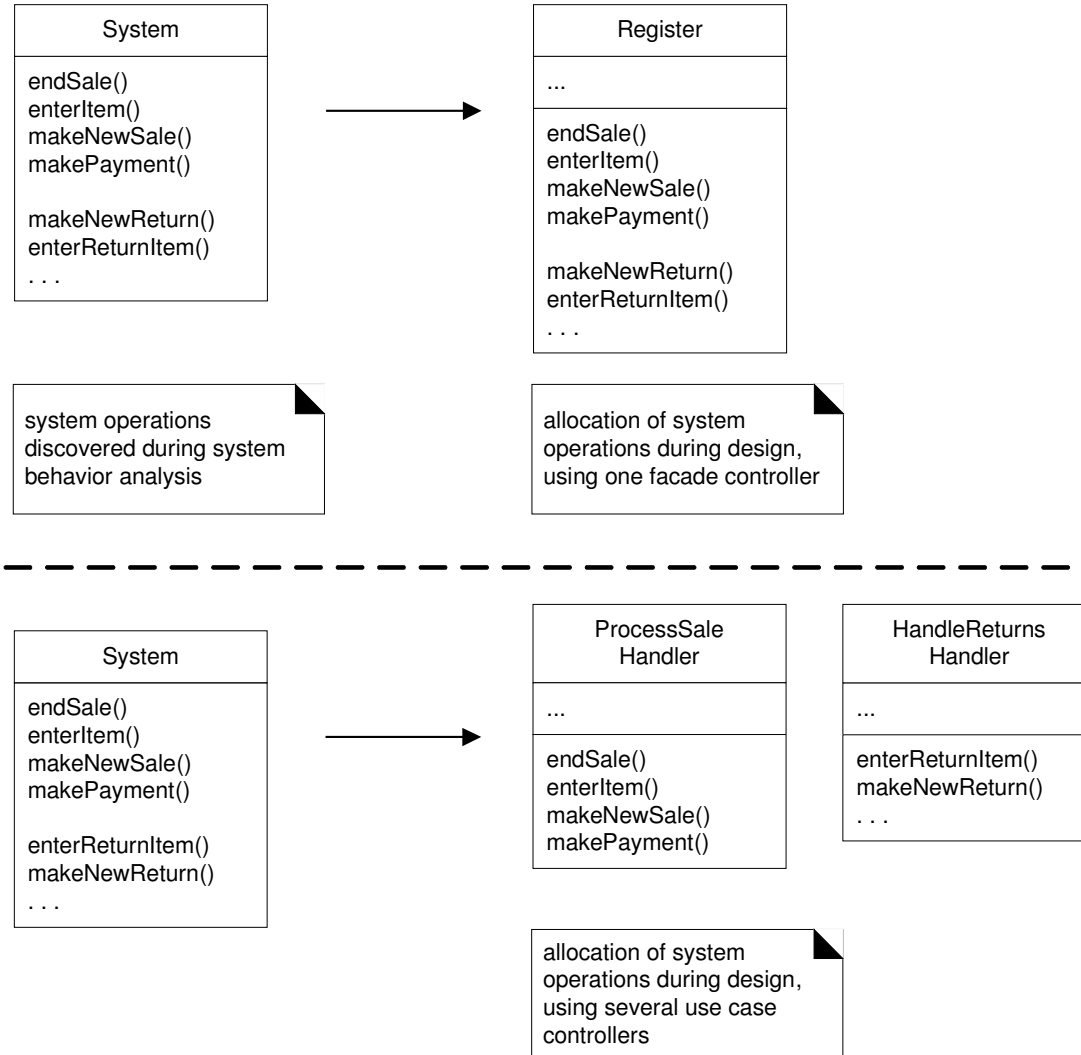 System
endSale()
enterItem()
makeNewSale()
makePayment()
makeNewReturn()
enterReturnItem()
. . .
Register
...
endSale()
enterItem()
makeNewSale()
makePayment()
makeNewReturn()
enterReturnItem()
. . .
system operations
discovered during system
behavior analysis
allocation of system
operations during design,
using one facade controller
System
endSale()
enterItem()
makeNewSale()
makePayment()
enterReturnItem()
makeNewReturn()
. . .
ProcessSale
Handler
...
endSale()
enterItem()
makeNewSale()
makePayment()
HandleReturns
Handler
...
enterReturnItem()
makeNewReturn()
. . .
allocation of system
operations during design,
using several use case
controllers